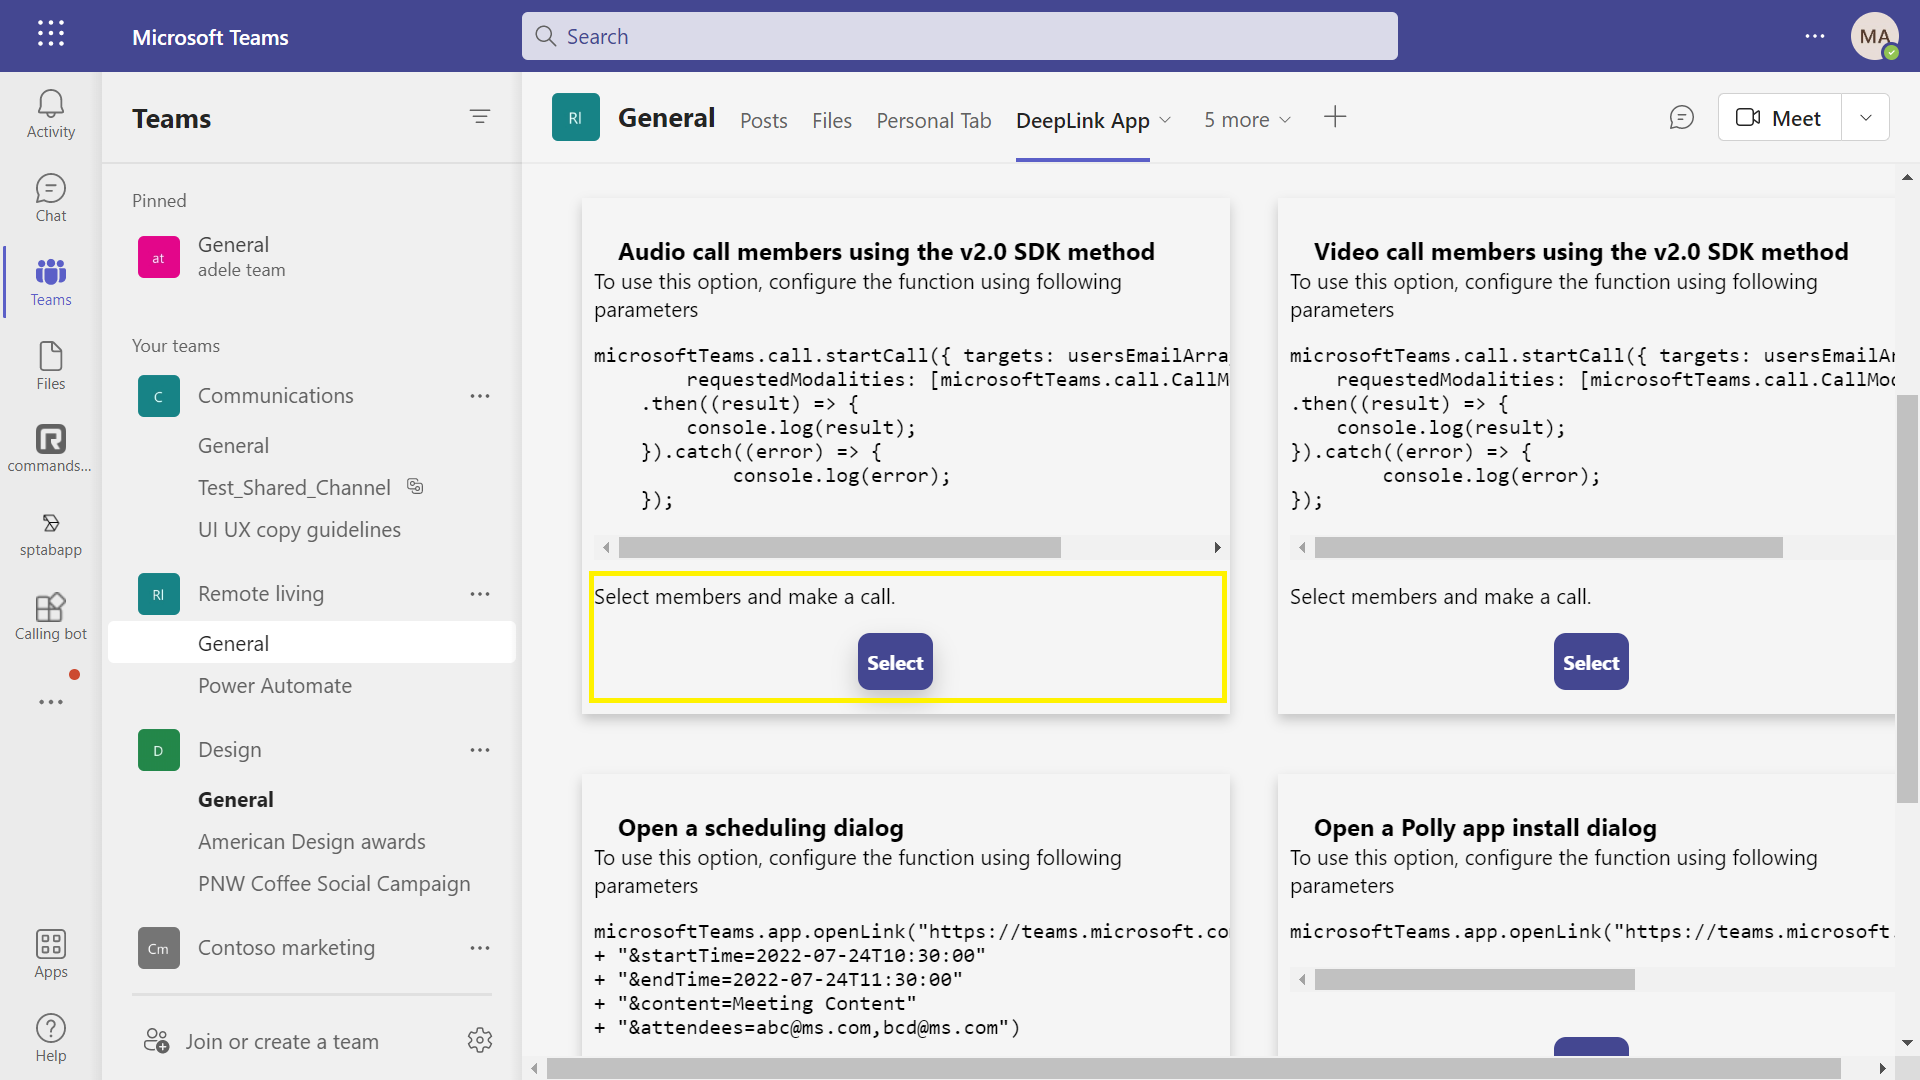 Microsoft Teams
Search
MA
Activity
Chat
Teams
Files
commands...
sptabapp
Calling bot
Apps
Help
Teams
Pinned
at
General
adele team
Your teams
C
Communications
General
Test_Shared_Channel
UI UX copy guidelines
Rl
Remote living
General
Power Automate
D
Design
General
American Design awards
PNW Coffee Social Campaign
Cm
Contoso marketing
Join or create a team
Rl
General
Posts
Files
Personal Tab
DeepLink App
5 more
Meet
Audio call members using the v2.0 SDK method
To use this option, configure the function using following
parameters
microsoftTeams.call.startCall({ targets: usersEmailArra
requestedModalities: [microsoftTeams.call.CallM
.then((result) => {
console.log(result);
}).catch((error) => {
console.log(error);
});
Select members and make a call.
Select
Video call members using the v2.0 SDK method
To use this option, configure the function using following
parameters
microsoftTeams.call.startCall({ targets: usersEmailAr
requestedModalities: [microsoftTeams.call.CallMod
.then((result) => {
console.log(result);
}).catch((error) => {
console.log(error);
});
Select members and make a call.
Select
Open a scheduling dialog
To use this option, configure the function using following
parameters
microsoftTeams.app.openLink("https://teams.microsoft.co
+ "&startTime=2022-07-24T10:30:00"
+ "&endTime=2022-07-24T11:30:00"
+ "&content=Meeting Content"
+ "&attendees=abc@ms.com,bcd@ms.com")
Open a Polly app install dialog
To use this option, configure the function using following
parameters
microsoftTeams.app.openLink("https://teams.microsoft.